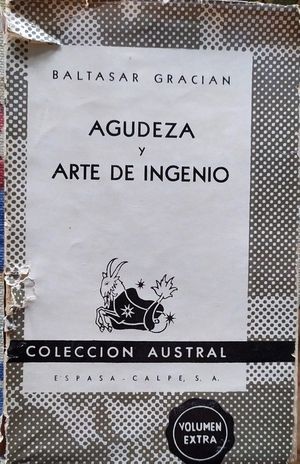 BALTASAR GRACIAN
AGUDEZA
y
ARTE DE INGENIO
COLECCION AUSTRAL
ESPASA-CALPE, S. A.
VOLUMEN
EXTRA